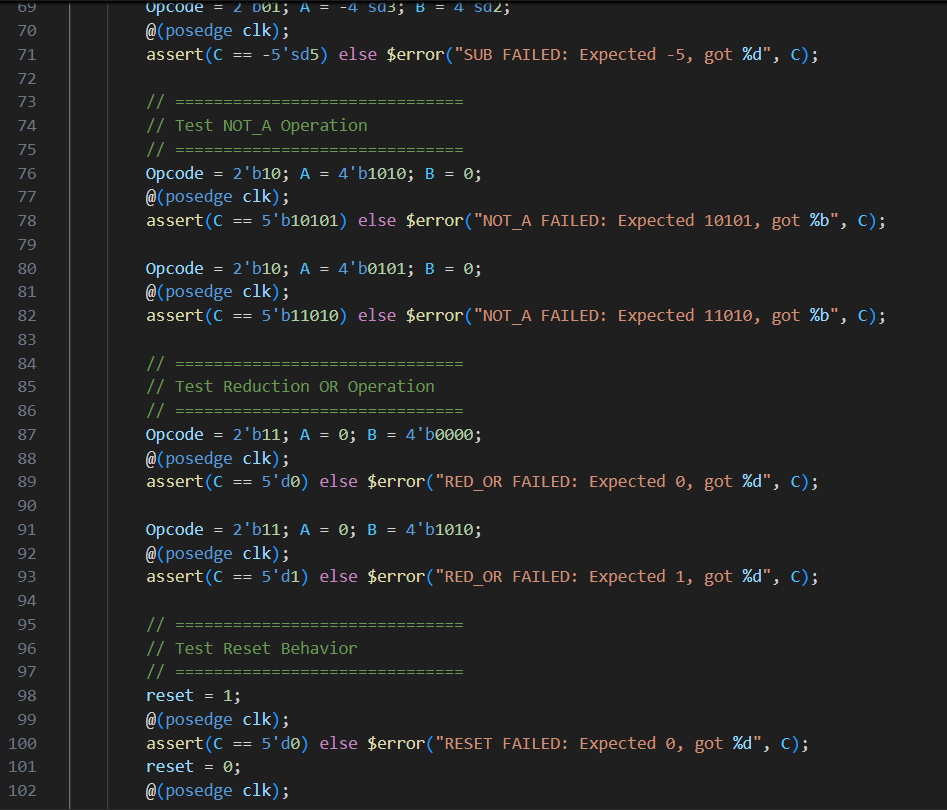 69 Opcode = 2'b01; A = -4'sd3; B = 4'sd2;
70 @(posedge clk);
71 assert(C == -5'sd5) else $error("SUB FAILED: Expected -5, got %d", C);
72
73 // ==============================
74 // Test NOT_A Operation
75 // ==============================
76 Opcode = 2'b10; A = 4'b1010; B = 0;
77 @(posedge clk);
78 assert(C == 5'b10101) else $error("NOT_A FAILED: Expected 10101, got %b", C);
79
80 Opcode = 2'b10; A = 4'b0101; B = 0;
81 @(posedge clk);
82 assert(C == 5'b11010) else $error("NOT_A FAILED: Expected 11010, got %b", C);
83
84 // ==============================
85 // Test Reduction OR Operation
86 // ==============================
87 Opcode = 2'b11; A = 0; B = 4'b0000;
88 @(posedge clk);
89 assert(C == 5'd0) else $error("RED_OR FAILED: Expected 0, got %d", C);
90
91 Opcode = 2'b11; A = 0; B = 4'b1010;
92 @(posedge clk);
93 assert(C == 5'd1) else $error("RED_OR FAILED: Expected 1, got %d", C);
94
95 // ==============================
96 // Test Reset Behavior
97 // ==============================
98 reset = 1;
99 @(posedge clk);
100 assert(C == 5'd0) else $error("RESET FAILED: Expected 0, got %d", C);
101 reset = 0;
102 @(posedge clk);